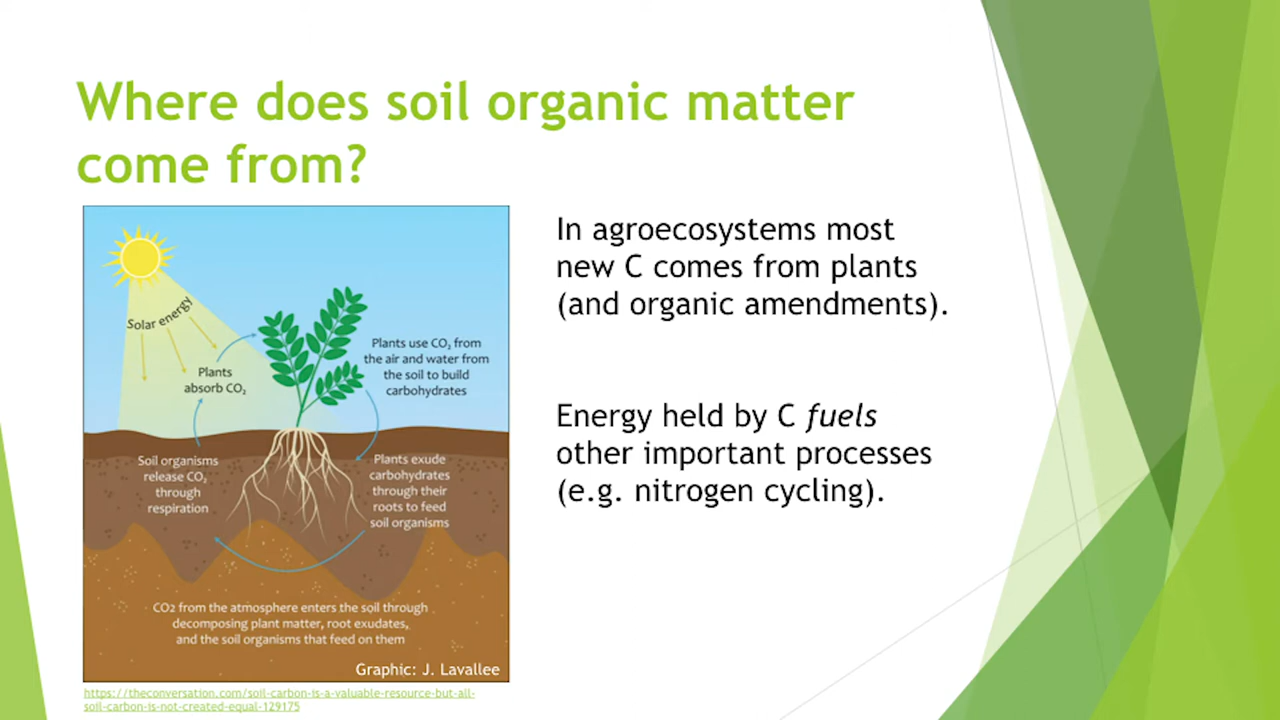 Where does soil organic matter
come from?
In agroecosystems most
new C comes from plants
(and organic amendments).
Energy held by C fuels
other important processes
(e.g. nitrogen cycling).
Solar energy
Plants
absorb CO₂
Plants use CO₂ from
the air and water from
the soil to build
carbohydrates
Soil organisms
release CO₂
through
respiration
Plants exude
carbohydrates
through their
roots to feed
soil organisms
CO2 from the atmosphere enters the soil through
decomposing plant matter, root exudates,
and the soil organisms that feed on them
Graphic: J. Lavallee
https://theconversation.com/soil-carbon-is-a-valuable-resource-but-all-
soil-carbon-is-not-created-equal-129175